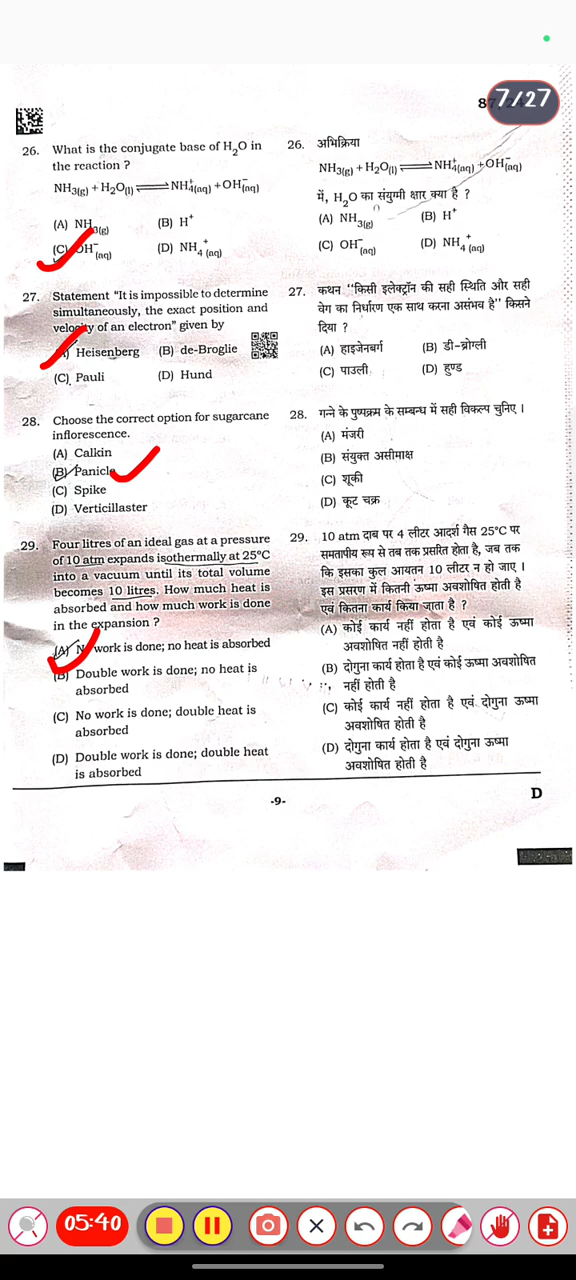 7/27
26. What is the conjugate base of H₂O in
the reaction ?
NH₃(g) + H₂O(l) ⇌ NH₄⁺(aq) + OH⁻(aq)
(A) NH₃(g) (B) H⁺
(C) OH⁻(aq) (D) NH₄⁺(aq)
27. Statement "It is impossible to determine
simultaneously, the exact position and
velocity of an electron" given by
Heisenberg (B) de-Broglie
(C) Pauli (D) Hund
28. Choose the correct option for sugarcane
inflorescence.
(A) Calkin
(B) Panicle
(C) Spike
(D) Verticillaster
29. Four litres of an ideal gas at a pressure
of 10 atm expands isothermally at 25°C
into a vacuum until its total volume
becomes 10 litres. How much heat is
absorbed and how much work is done
in the expansion ?
(A) No work is done; no heat is absorbed
(B) Double work is done; no heat is
absorbed
(C) No work is done; double heat is
absorbed
(D) Double work is done; double heat
is absorbed
26. अभिक्रिया
NH₃(g) + H₂O(l) ⇌ NH₄⁺(aq) + OH⁻(aq)
में, H₂O का संयुग्मी क्षार क्या है ?
(A) NH₃(g) (B) H⁺
(C) OH⁻(aq) (D) NH₄⁺(aq)
27. कथन "किसी इलेक्ट्रॉन की सही स्थिति और सही
वेग का निर्धारण एक साथ करना असंभव है" किसने
दिया ?
(A) हाइजेनबर्ग (B) डी-ब्रोग्ली
(C) पाउली (D) हुण्ड
28. गन्ने के पुष्पक्रम के सम्बन्ध में सही विकल्प चुनिए ।
(A) मंजरी
(B) संयुक्त असीमाक्ष
(C) शूकी
(D) कूट चक्र
29. 10 atm दाब पर 4 लीटर आदर्श गैस 25°C पर
समतापीय रूप से तब तक प्रसरित होता है, जब तक
कि इसका कुल आयतन 10 लीटर न हो जाए ।
इस प्रसरण में कितनी ऊष्मा अवशोषित होती है
एवं कितना कार्य किया जाता है ?
(A) कोई कार्य नहीं होता है एवं कोई ऊष्मा
अवशोषित नहीं होती है
(B) दोगुना कार्य होता है एवं कोई ऊष्मा अवशोषित
नहीं होती है
(C) कोई कार्य नहीं होता है एवं दोगुना ऊष्मा
अवशोषित होती है
(D) दोगुना कार्य होता है एवं दोगुना ऊष्मा
अवशोषित होती है
-9-
D
05:40